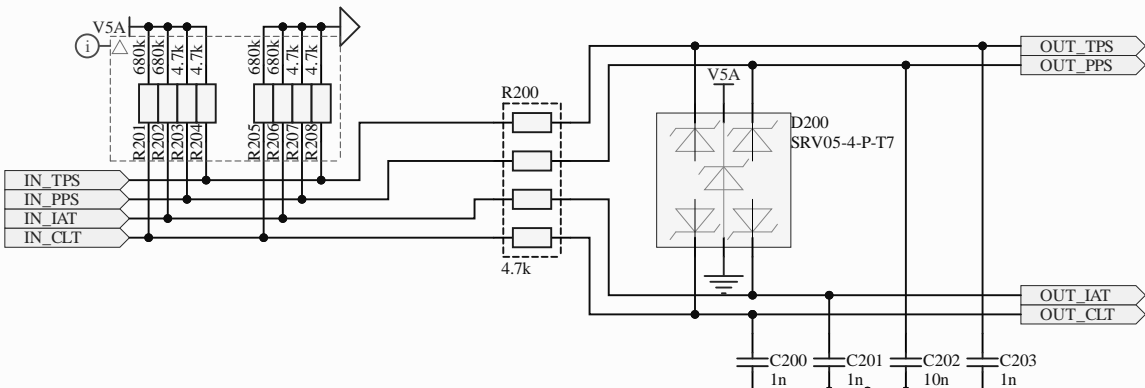 V5A
i
680k
680k
4.7k
4.7k
680k
680k
4.7k
4.7k
R201
R202
R203
R204
R205
R206
R207
R208
IN_TPS
IN_PPS
IN_IAT
IN_CLT
R200
4.7k
V5A
D200
SRV05-4-P-T7
OUT_TPS
OUT_PPS
OUT_IAT
OUT_CLT
C200
1n
C201
1n
C202
10n
C203
1n